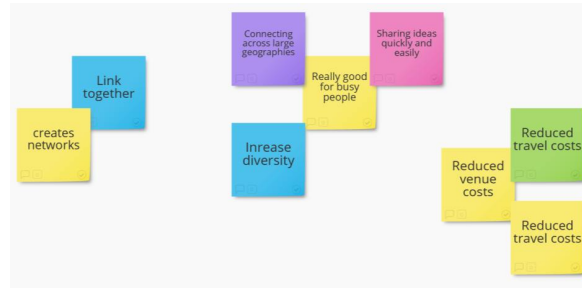 Link
together
creates
networks
Connecting
across large
geographies
Sharing ideas
quickly and
easily
Really good
for busy
people
Inrease
diversity
Reduced
travel costs
Reduced
venue
costs
Reduced
travel costs